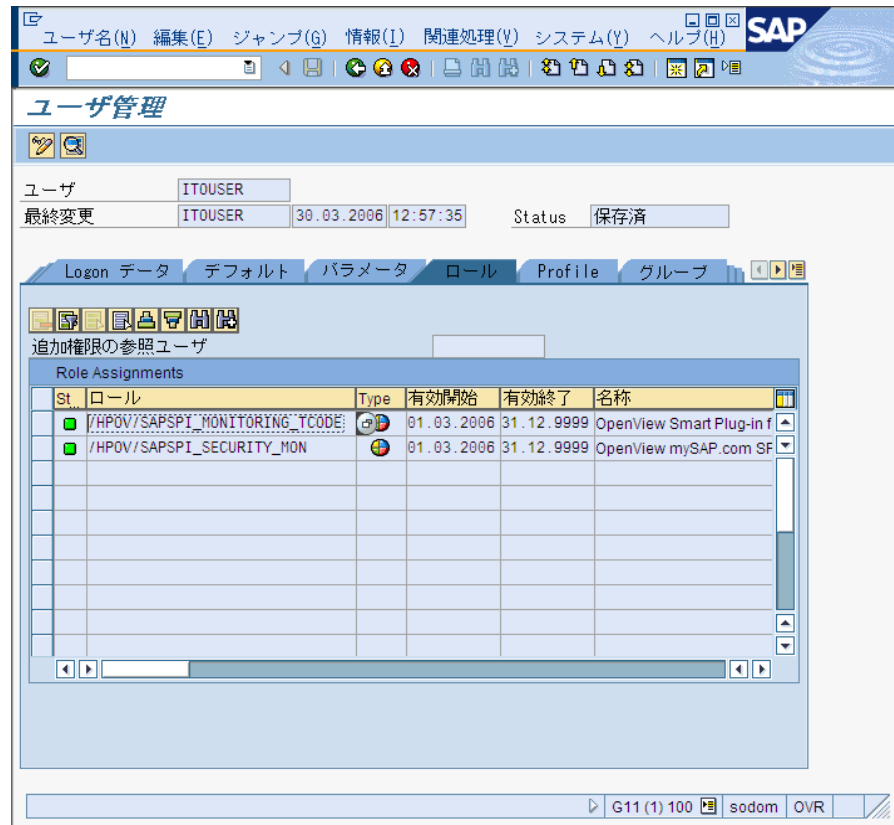 ユーザ名(N) 編集(E) ジャンプ(G) 情報(I) 関連処理(V) システム(Y) ヘルプ(H) SAP
ユーザ管理
ユーザ ITOUSER
最終変更 ITOUSER 30.03.2006 12:57:35 Status 保存済
Logon データ デフォルト パラメータ ロール Profile グループ
追加権限の参照ユーザ
Role Assignments
St.. ロール Type 有効開始 有効終了 名称
/HPOV/SAPSPI_MONITORING_TCODE 01.03.2006 31.12.9999 OpenView Smart Plug-in f
/HPOV/SAPSPI_SECURITY_MON 01.03.2006 31.12.9999 OpenView mySAP.com SF
G11 (1) 100 sodom OVR